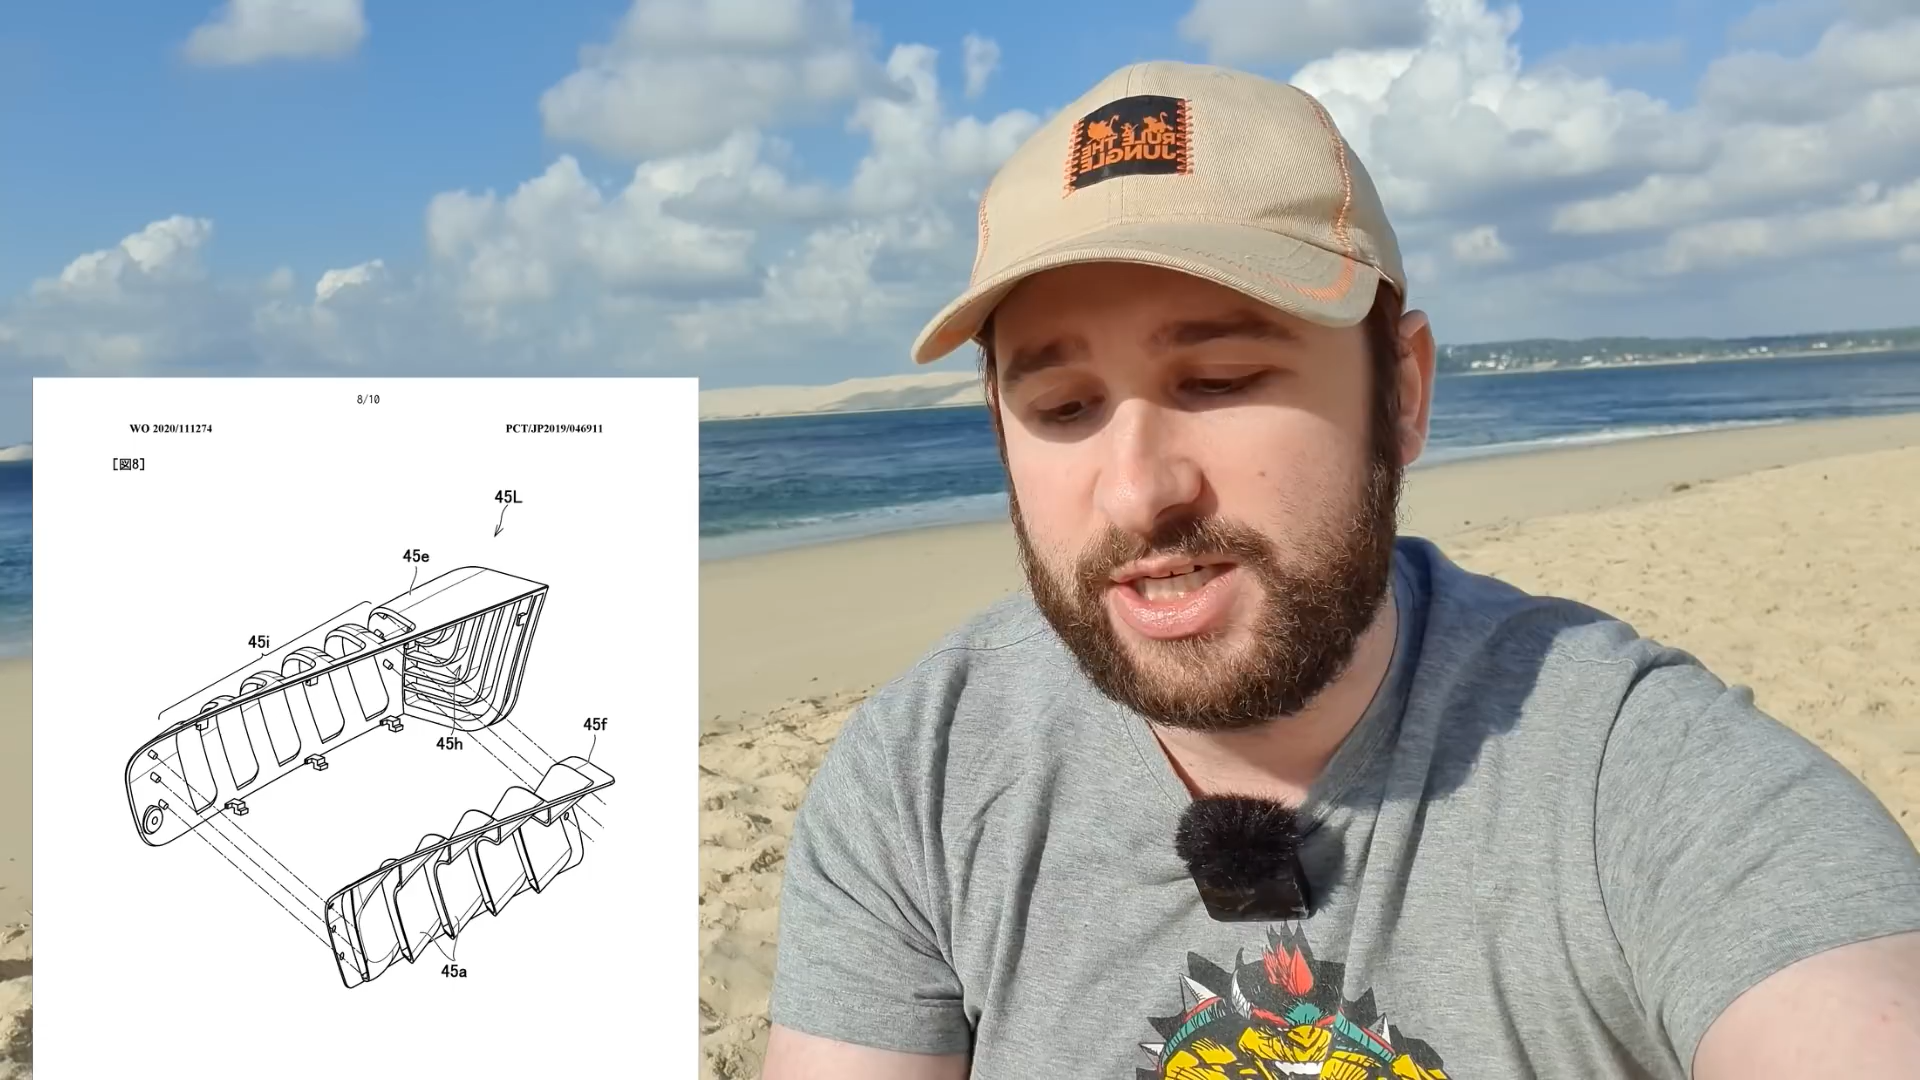 8/10
WO 2020/111274
PCT/JP2019/046911
[図8]
45L
45e
45i
45h
45f
45a
RULE THE
JUNGLE